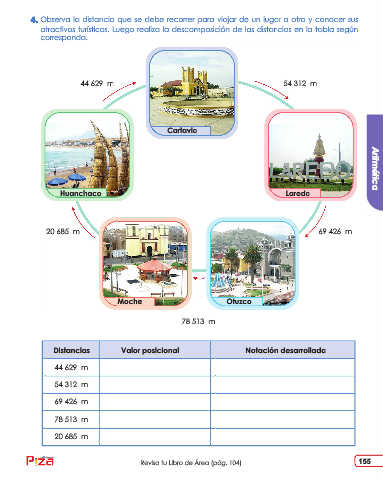 4. Observa la distancia que se debe recorrer para viajar de un lugar a otro y conocer sus
atractivos turísticos. Luego realiza la descomposición de las distancias en la tabla según
corresponda.
44 629 m
54 312 m
Cartavio
Huanchaco
Laredo
20 685 m
69 426 m
Moche
Otuzco
78 513 m
Distancias Valor posicional Notación desarrollada
44 629 m
54 312 m
69 426 m
78 513 m
20 685 m
Aritmética
Piza
Revisa tu Libro de Área (pág. 104)
155